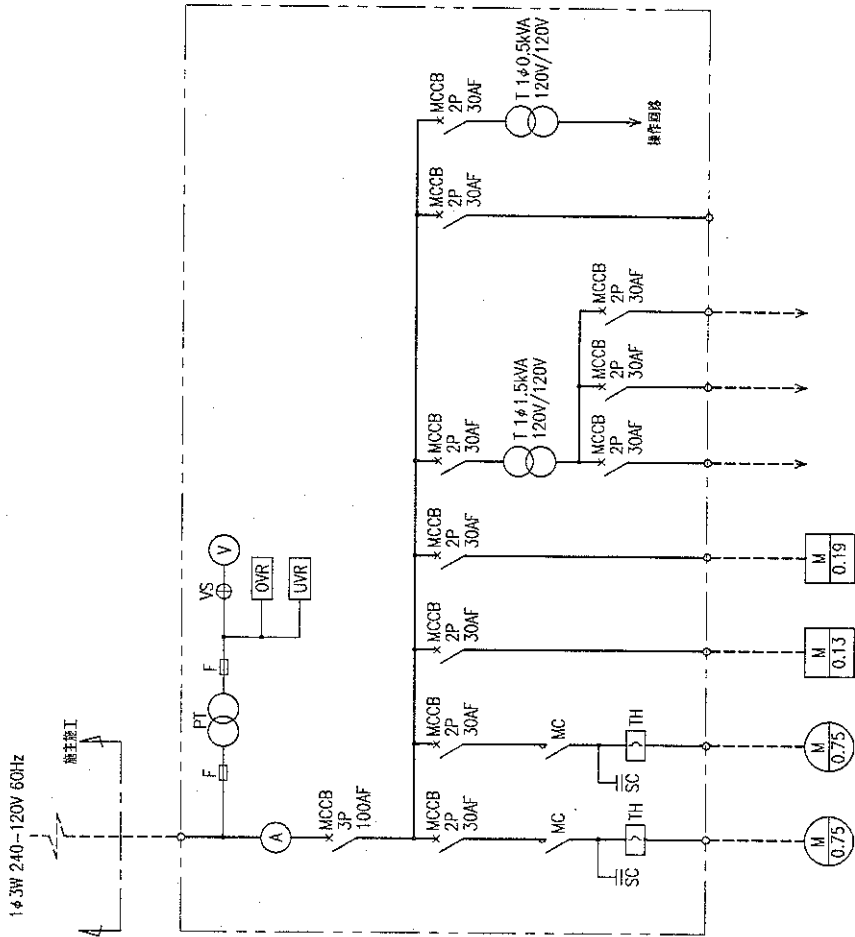 1φ3W 240-120V 60Hz
施主施工
F
PT
F
VS
V
OVR
UVR
A
MCCB
3P
100AF
MCCB
2P
30AF
MC
SC
TH
M
0.75
MCCB
2P
30AF
MC
SC
TH
M
0.75
MCCB
2P
30AF
M
0.13
MCCB
2P
30AF
M
0.19
MCCB
2P
30AF
T 1φ1.5kVA
120V/120V
MCCB
2P
30AF
MCCB
2P
30AF
MCCB
2P
30AF
MCCB
2P
30AF
MCCB
2P
30AF
T 1φ0.5kVA
120V/120V
操作回路